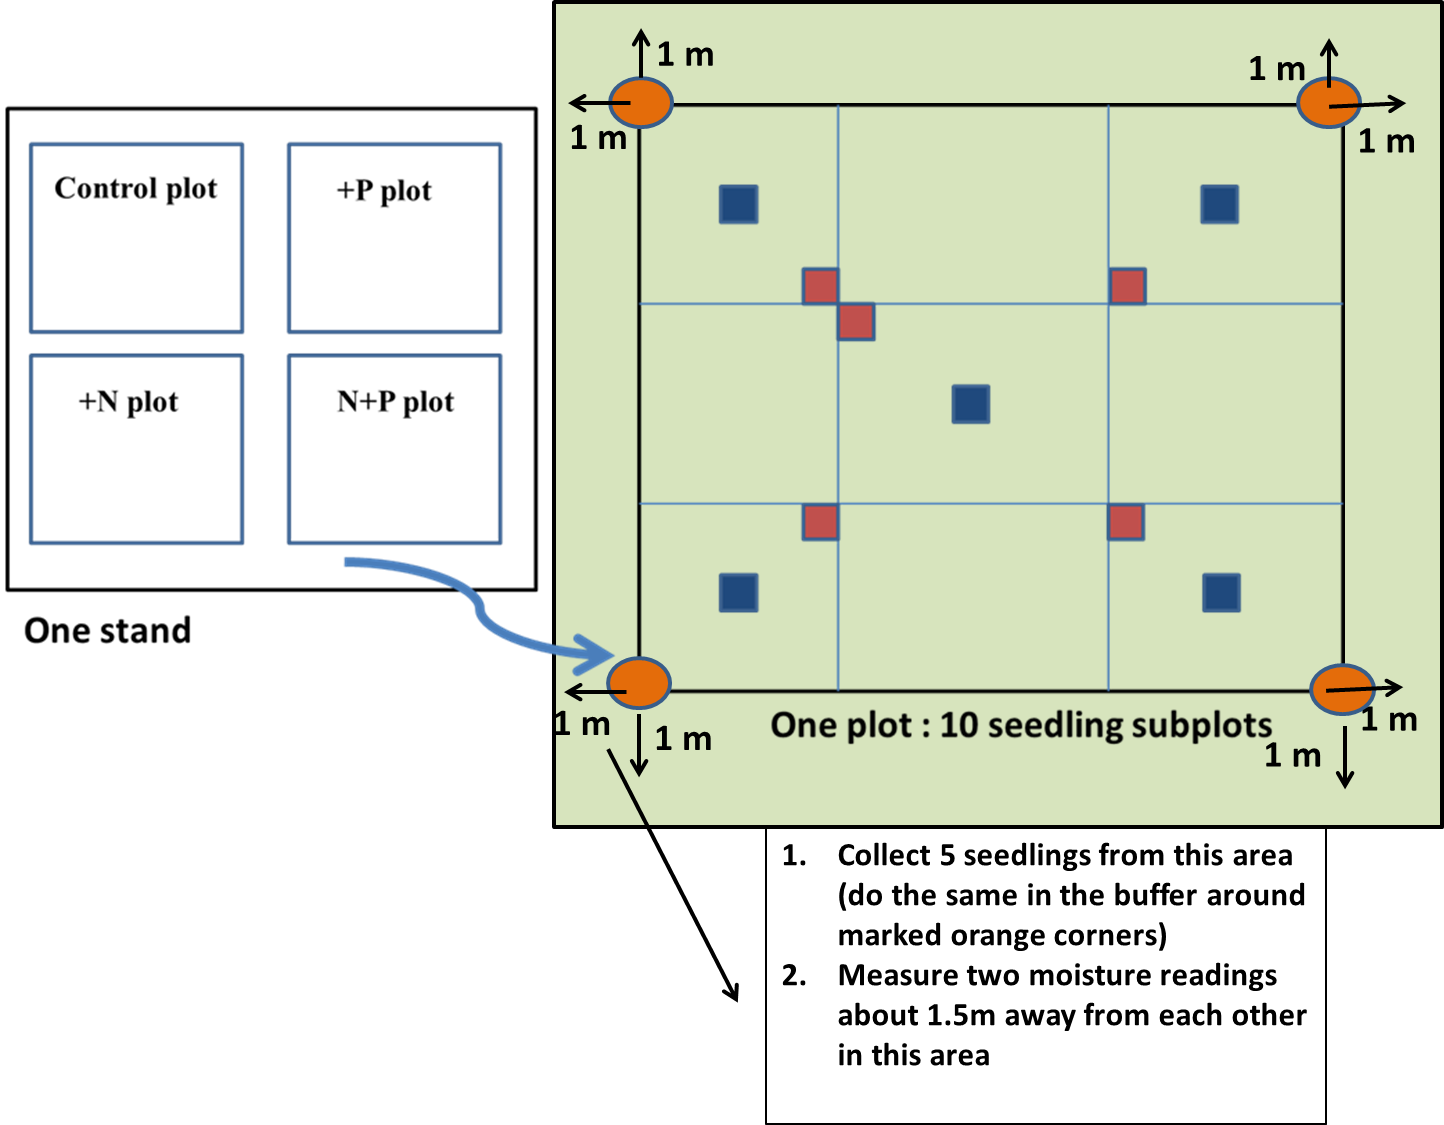 Control plot
+P plot
+N plot
N+P plot
One stand
1 m
1 m
1 m
1 m
1 m
1 m
1 m
1 m
One plot : 10 seedling subplots
1. Collect 5 seedlings from this area
(do the same in the buffer around
marked orange corners)
2. Measure two moisture readings
about 1.5m away from each other
in this area